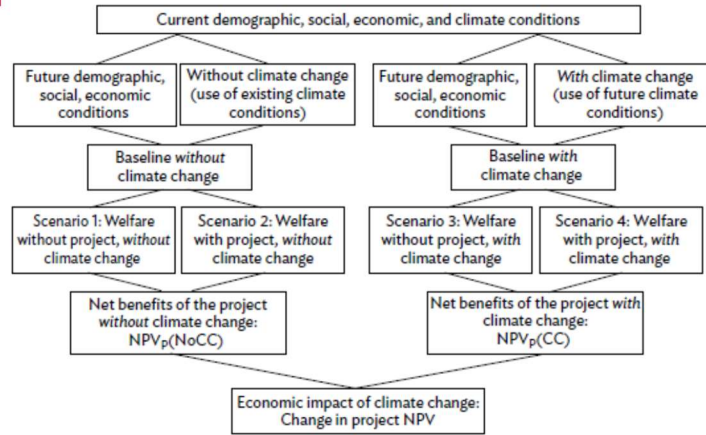 Current demographic, social, economic, and climate conditions
Future demographic,
social, economic
conditions
Without climate change
(use of existing climate
conditions)
Future demographic,
social, economic
conditions
With climate change
(use of future climate
conditions)
Baseline without
climate change
Baseline with
climate change
Scenario 1: Welfare
without project, without
climate change
Scenario 2: Welfare
with project, without
climate change
Scenario 3: Welfare
without project, with
climate change
Scenario 4: Welfare
with project, with
climate change
Net benefits of the project
without climate change:
NPVP(NoCC)
Net benefits of the project with
climate change:
NPVP(CC)
Economic impact of climate change:
Change in project NPV